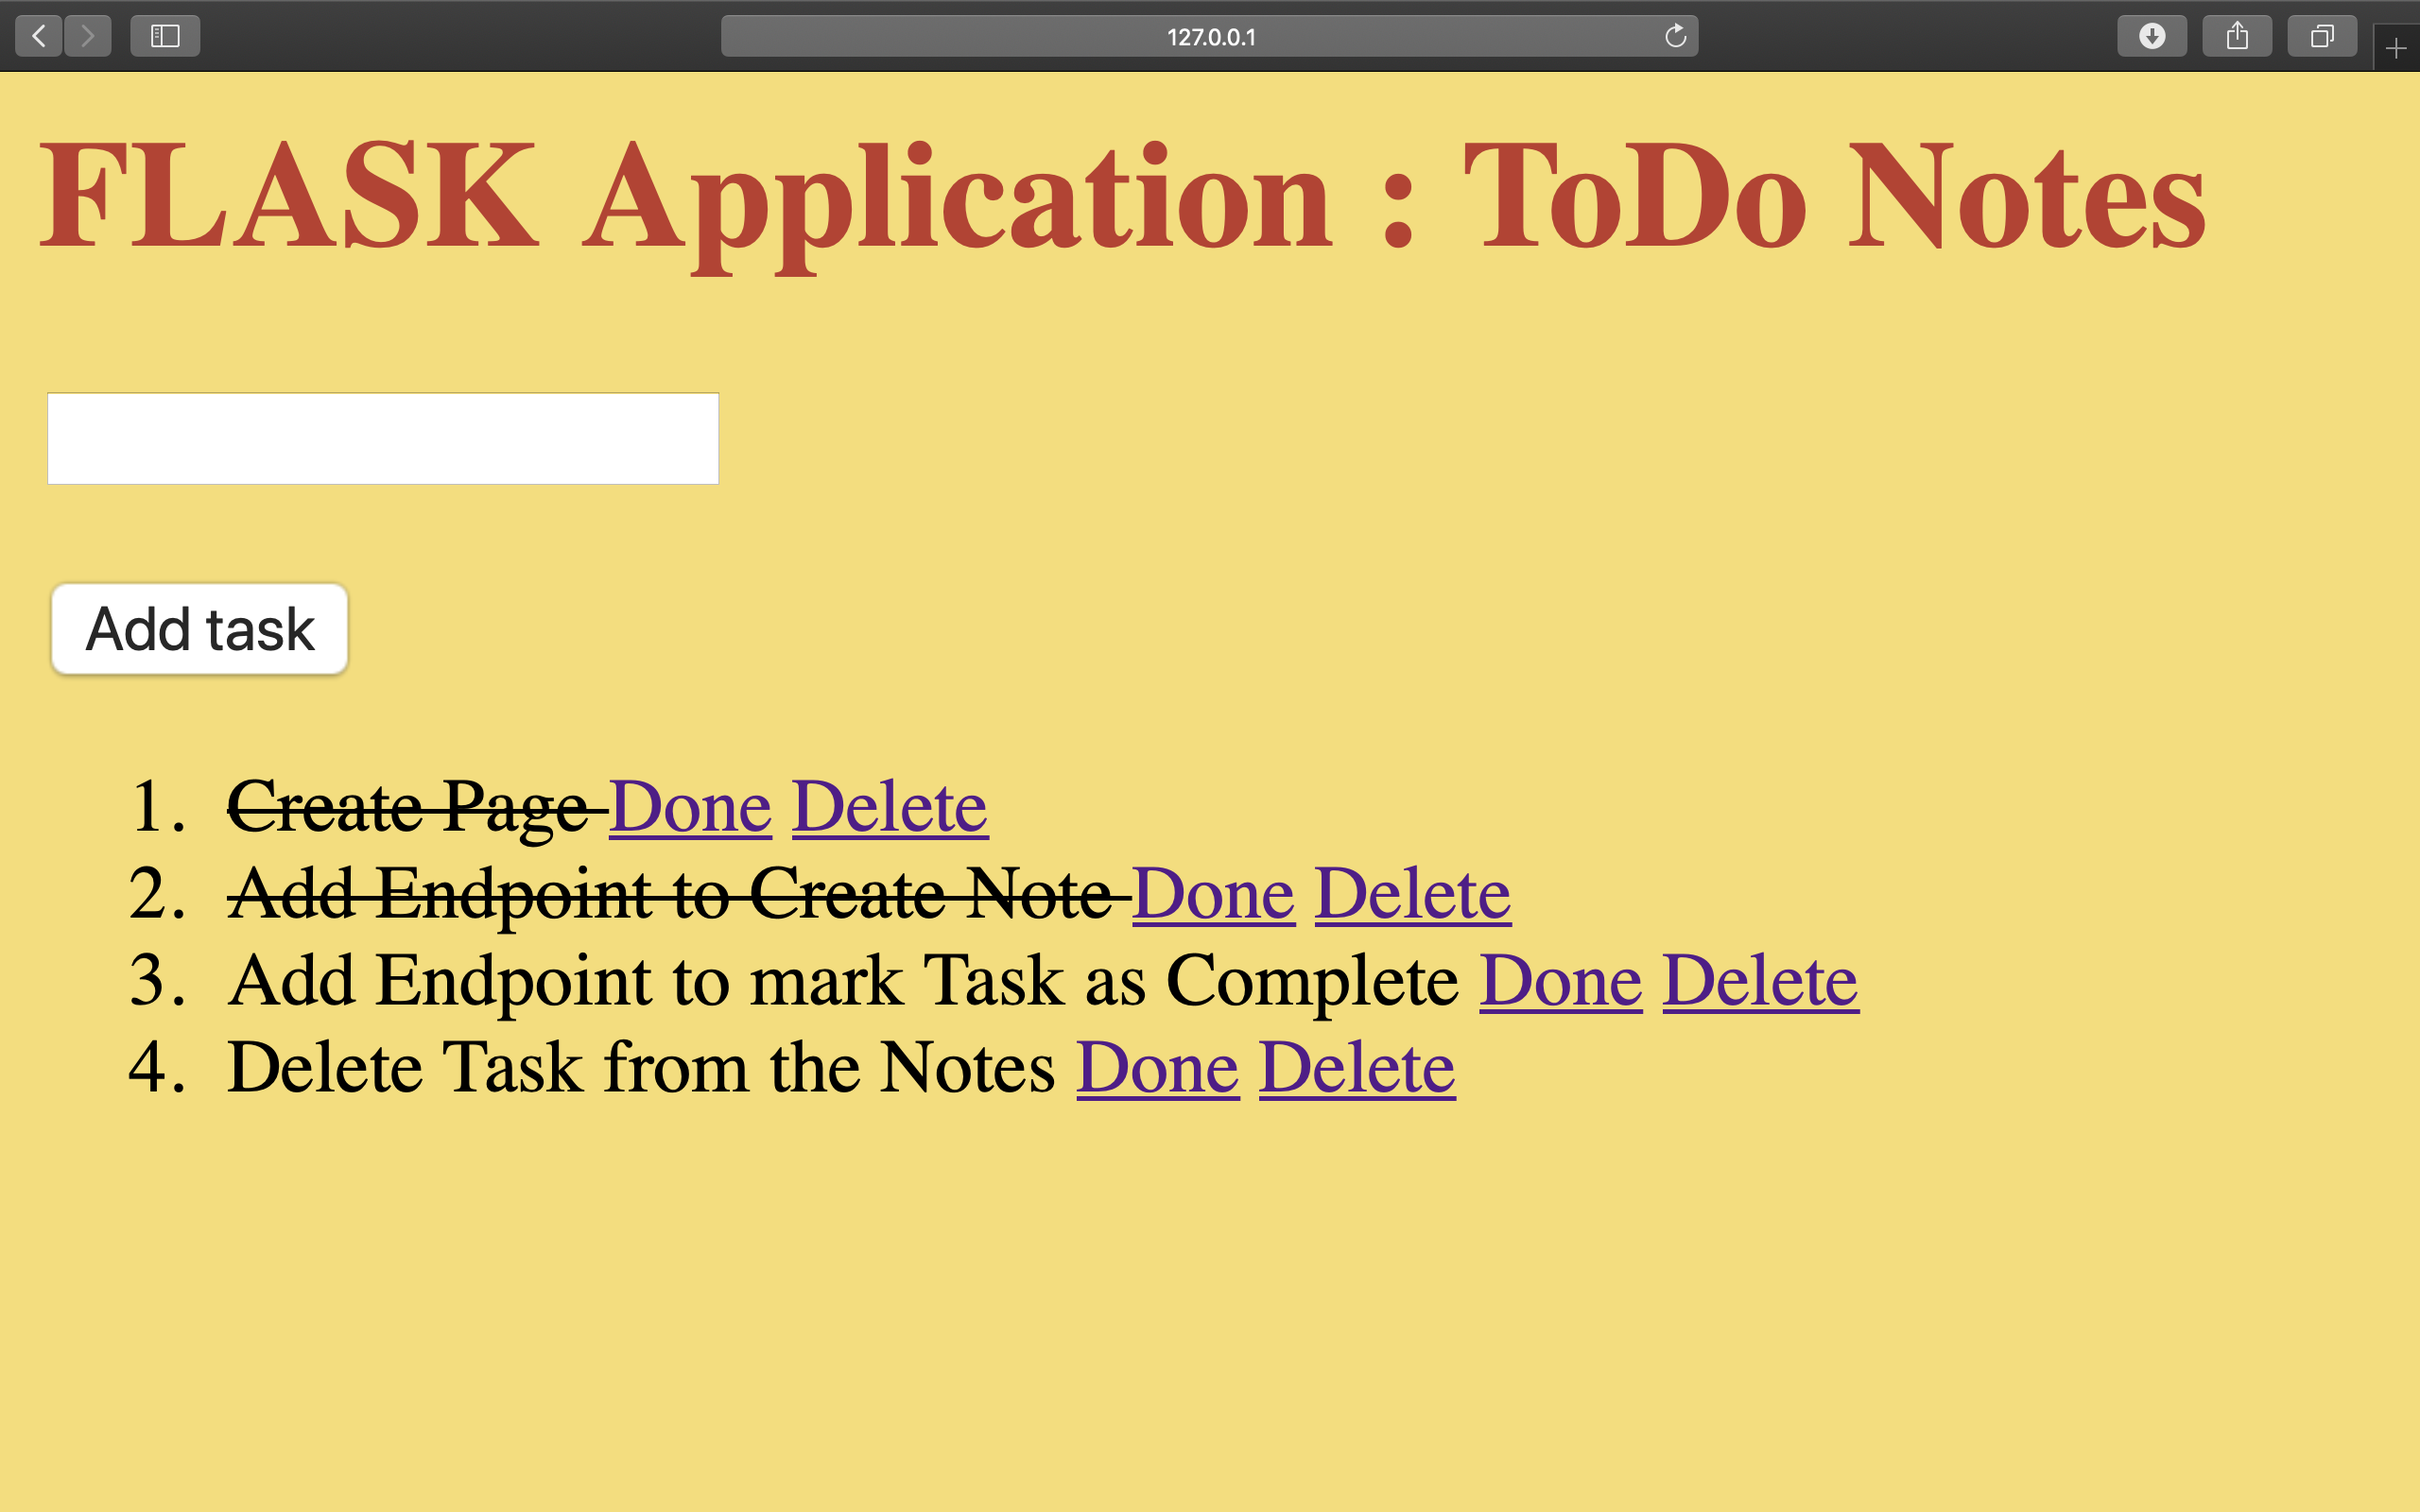 127.0.0.1
FLASK Application : ToDo Notes
Add task
1. Create Page Done Delete
2. Add Endpoint to Create Note Done Delete
3. Add Endpoint to mark Task as Complete Done Delete
4. Delete Task from the Notes Done Delete